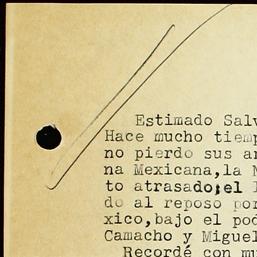 Estimado Salv
Hace mucho tiemp
no pierdo sus ar
na Mexicana,la N
to atrasado;el I
do al reposo por
xico,bajo el pod
Camacho y Miguel
Recordé con mu